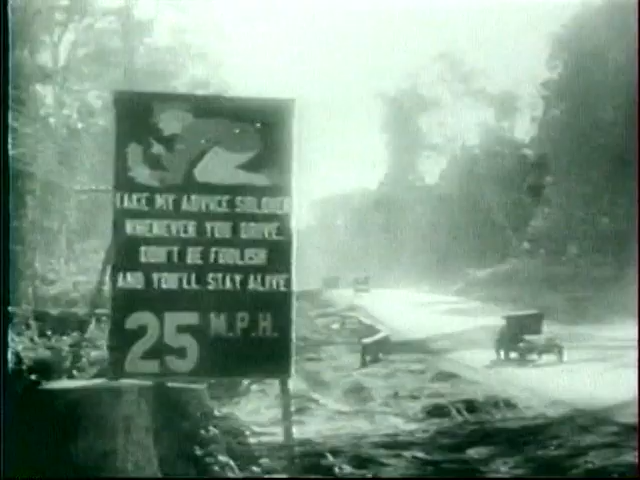 TAKE MY ADVICE SOLDIER
WHENEVER YOU DRIVE.
DON'T BE FOOLISH
AND YOU'LL STAY ALIVE
25 M.P.H.